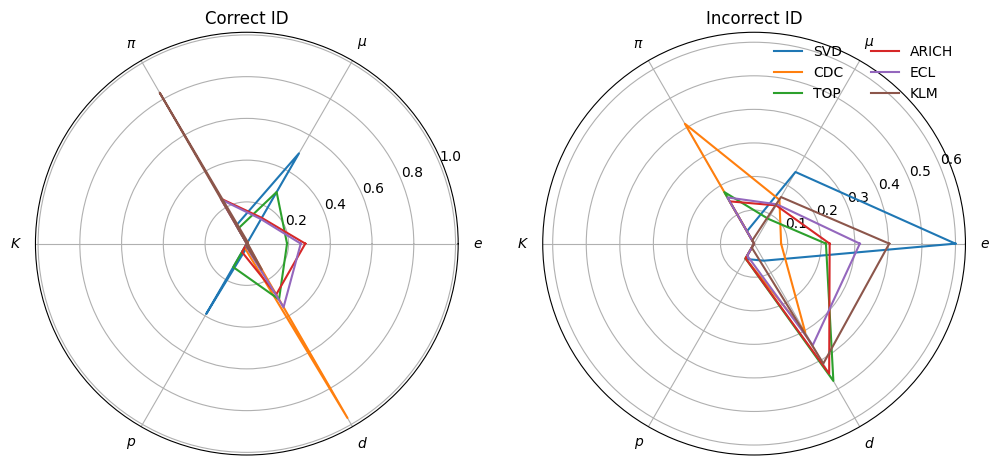 Correct ID
π
μ
1.0
0.8
0.6
0.4
0.2
K
e
p
d
Incorrect ID
π
μ
SVD
CDC
TOP
ARICH
ECL
KLM
0.6
0.5
0.4
0.3
0.2
0.1
K
e
p
d